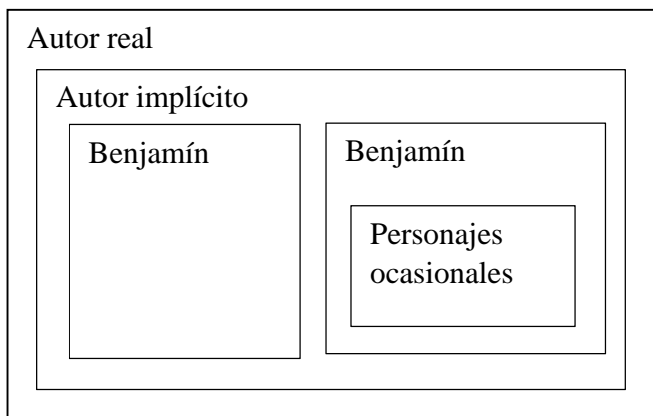 Autor real
Autor implícito
Benjamín
Benjamín
Personajes
ocasionales